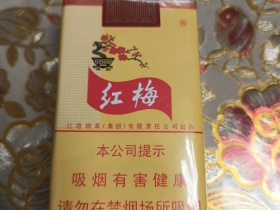 红梅
红塔烟草(集团)有限责任公司出品
本公司提示
吸烟有害健康
请勿在禁烟场所吸